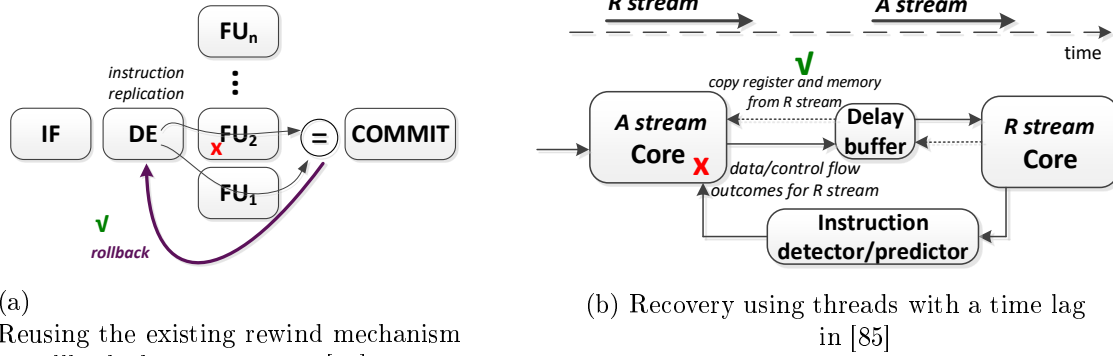 FUn
instruction
replication
IF
DE
FU2
x
=
COMMIT
FU1
√
rollback
(a)
Reusing the existing rewind mechanism
R stream
A stream
time
√
copy register and memory
from R stream
A stream
Core
x
Delay
buffer
R stream
Core
data/control flow
outcomes for R stream
Instruction
detector/predictor
(b) Recovery using threads with a time lag
in [85]